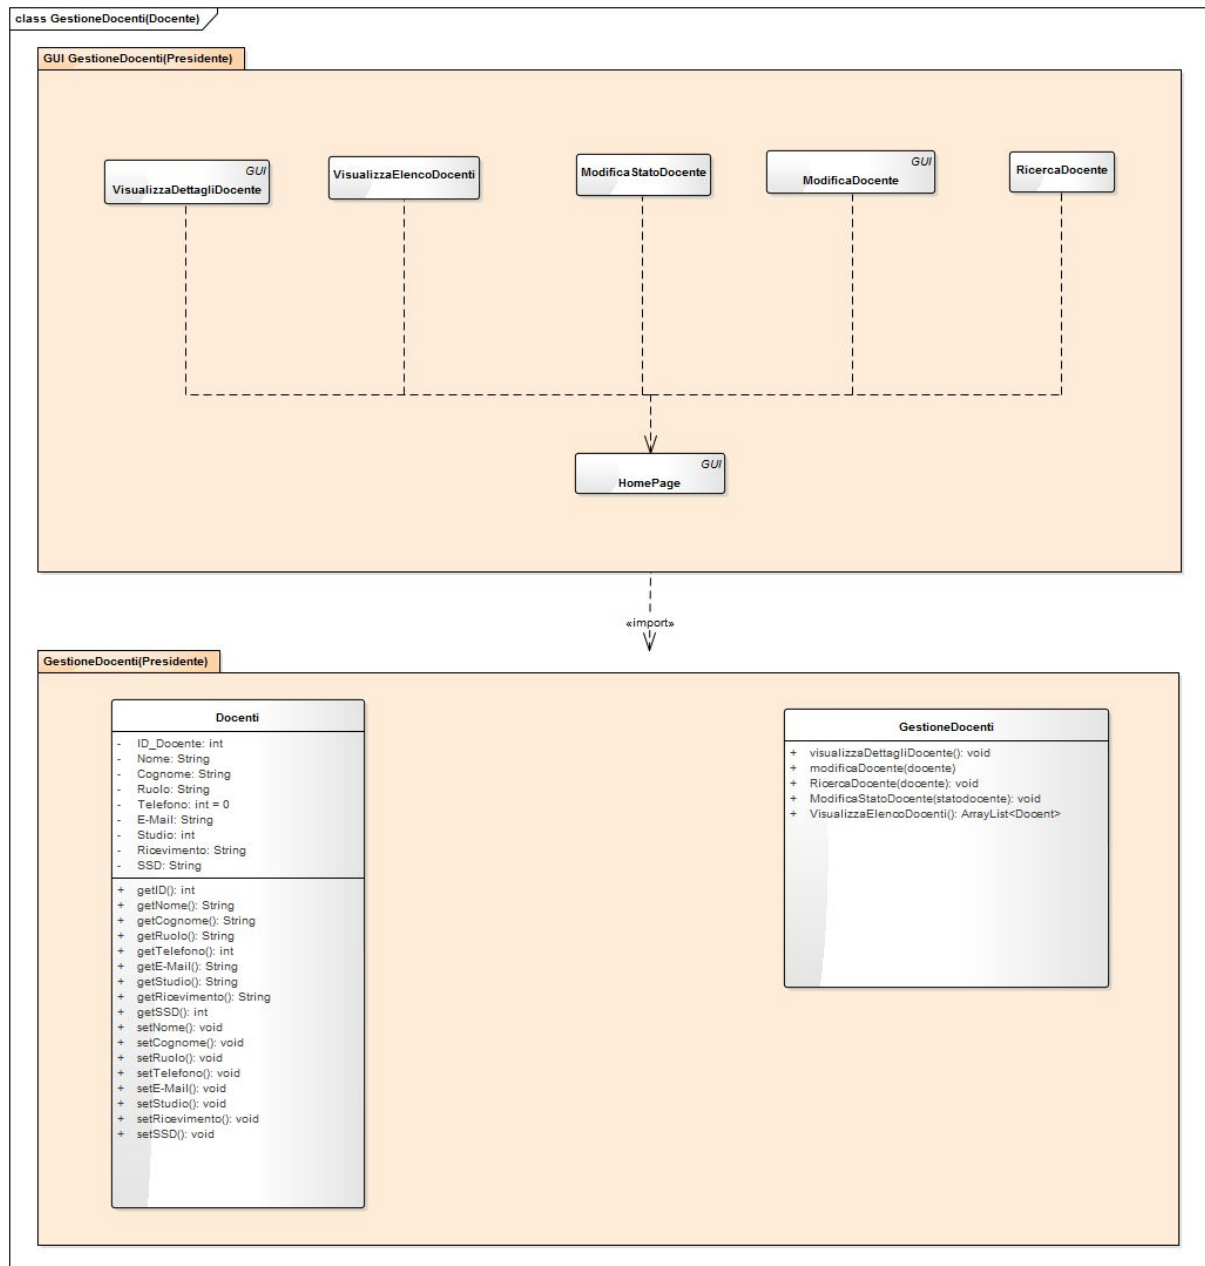 class GestioneDocenti(Docente)
GUI GestioneDocenti(Presidente)
GUI
VisualizzaDettagliDocente
VisualizzaElencoDocenti
ModificaStatoDocente
GUI
ModificaDocente
RicercaDocente
GUI
HomePage
«import»
GestioneDocenti(Presidente)
Docenti
- ID_Docente: int
- Nome: String
- Cognome: String
- Ruolo: String
- Telefono: int = 0
- E-Mail: String
- Studio: int
- Ricevimento: String
- SSD: String
+ getID(): int
+ getNome(): String
+ getCognome(): String
+ getRuolo(): String
+ getTelefono(): int
+ getE-Mail(): String
+ getStudio(): String
+ getRicevimento(): String
+ getSSD(): int
+ setNome(): void
+ setCognome(): void
+ setRuolo(): void
+ setTelefono(): void
+ setE-Mail(): void
+ setStudio(): void
+ setRicevimento(): void
+ setSSD(): void
GestioneDocenti
+ visualizzaDettagliDocente(): void
+ modificaDocente(docente)
+ RicercaDocente(docente): void
+ ModificaStatoDocente(statodocente): void
+ VisualizzaElencoDocenti(): ArrayList<Docent>